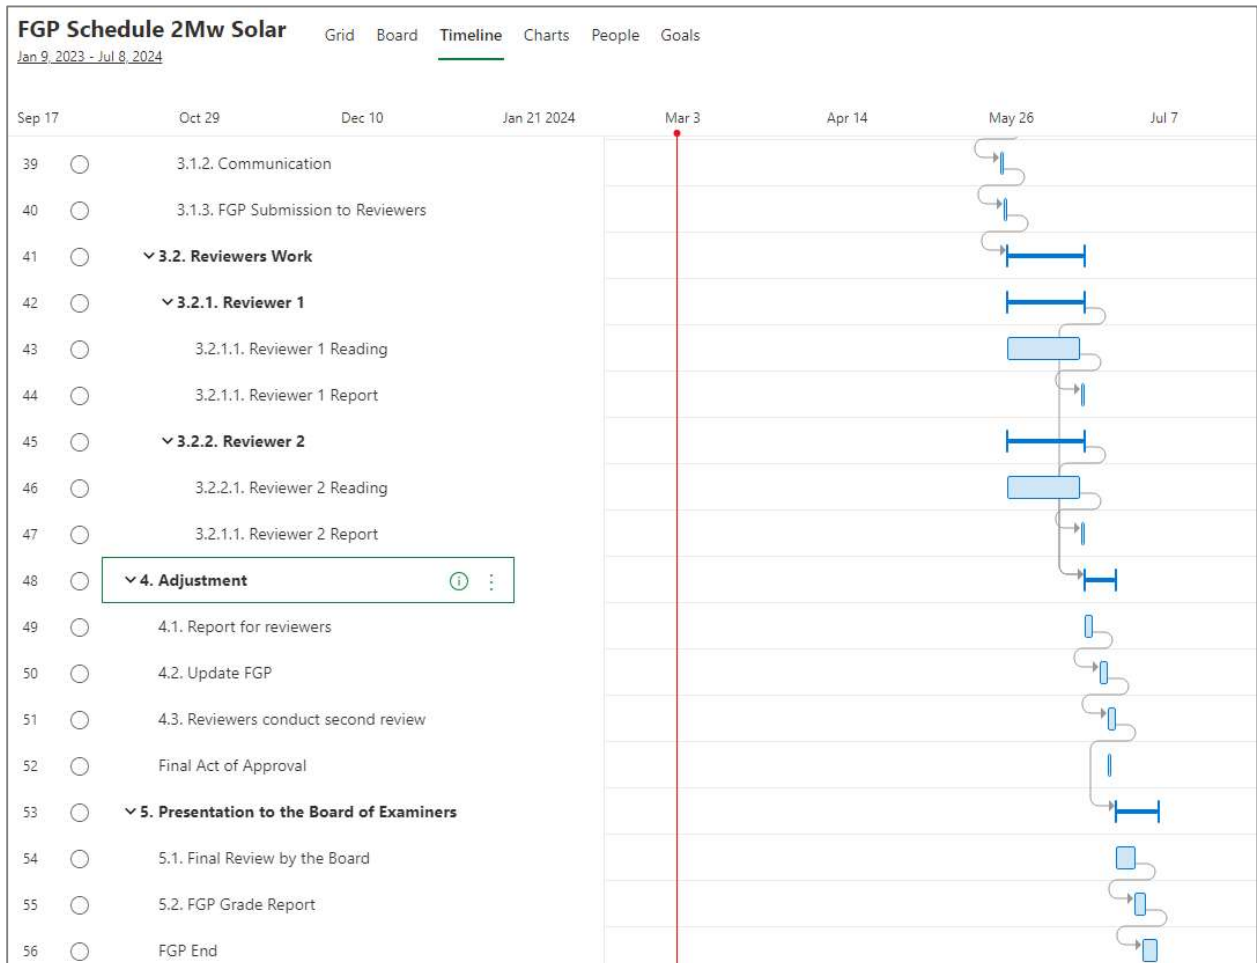 FGP Schedule 2Mw Solar Grid Board Timeline Charts People Goals
Jan 9, 2023 - Jul 8, 2024
Sep 17 Oct 29 Dec 10 Jan 21 2024 Mar 3 Apr 14 May 26 Jul 7
39 3.1.2. Communication
40 3.1.3. FGP Submission to Reviewers
41 3.2. Reviewers Work
42 3.2.1. Reviewer 1
43 3.2.1.1. Reviewer 1 Reading
44 3.2.1.1. Reviewer 1 Report
45 3.2.2. Reviewer 2
46 3.2.2.1. Reviewer 2 Reading
47 3.2.1.1. Reviewer 2 Report
48 4. Adjustment
49 4.1. Report for reviewers
50 4.2. Update FGP
51 4.3. Reviewers conduct second review
52 Final Act of Approval
53 5. Presentation to the Board of Examiners
54 5.1. Final Review by the Board
55 5.2. FGP Grade Report
56 FGP End